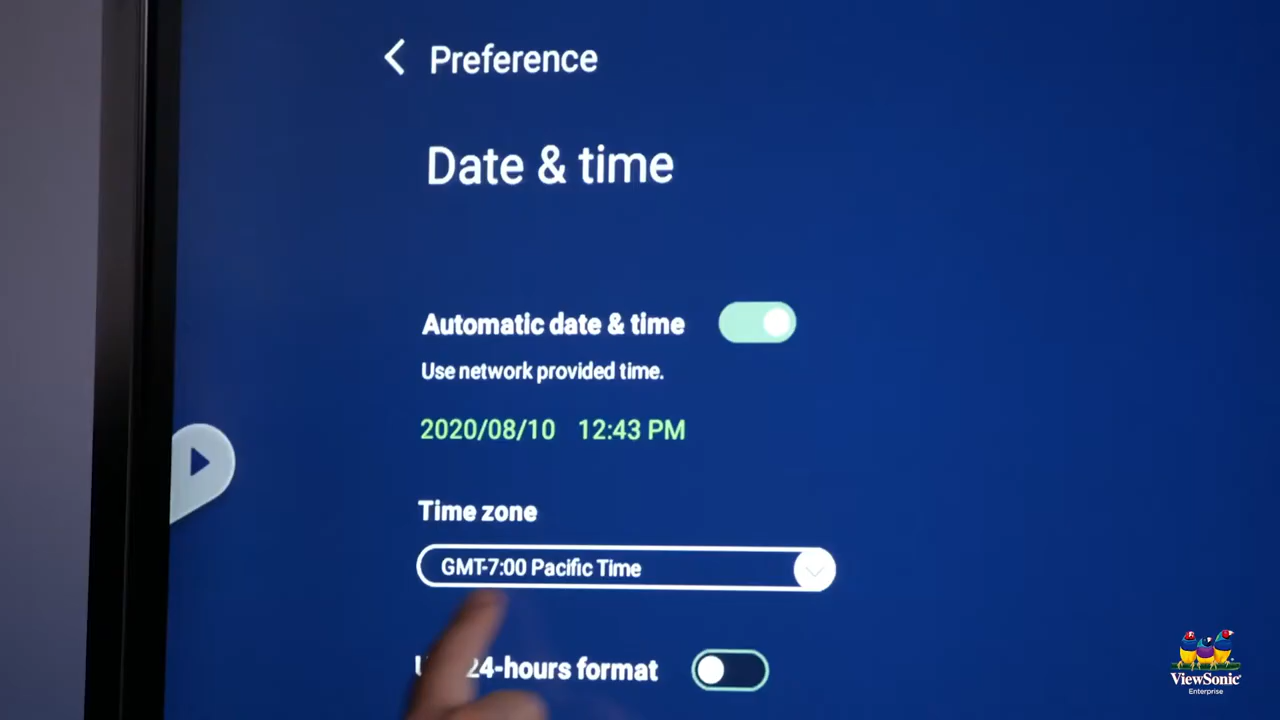 Preference
Date & time
Automatic date & time
Use network provided time.
2020/08/10 12:43 PM
Time zone
GMT-7:00 Pacific Time
24-hours format
ViewSonic
Enterprise